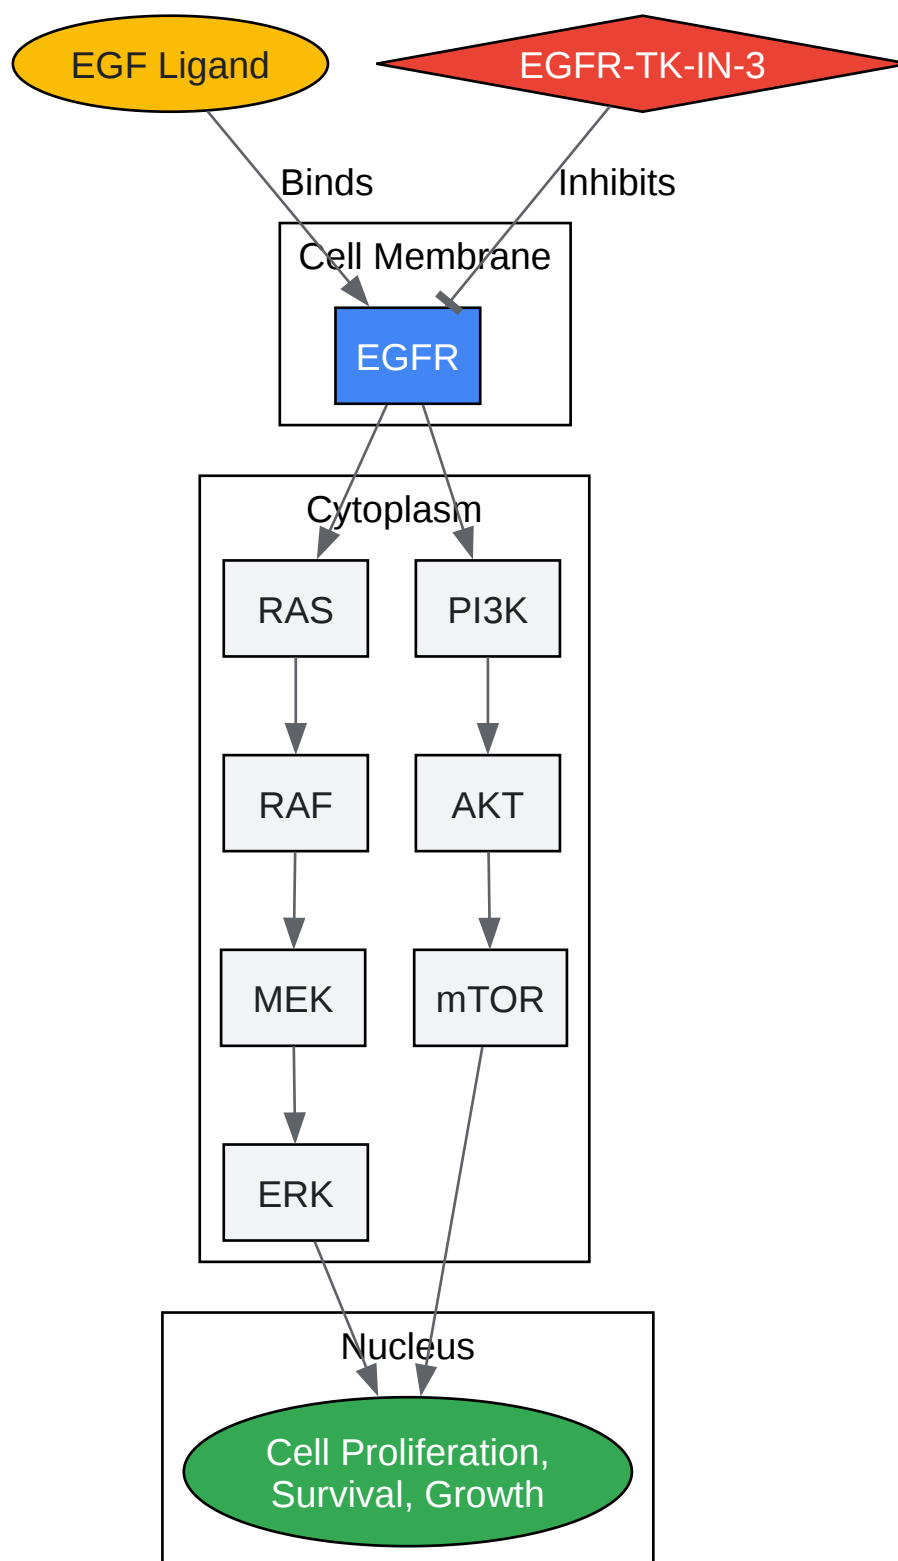 EGF Ligand
EGFR-TK-IN-3
Binds
Inhibits
Cell Membrane
EGFR
Cytoplasm
RAS
PI3K
RAF
AKT
MEK
mTOR
ERK
Nucleus
Cell Proliferation,
Survival, Growth